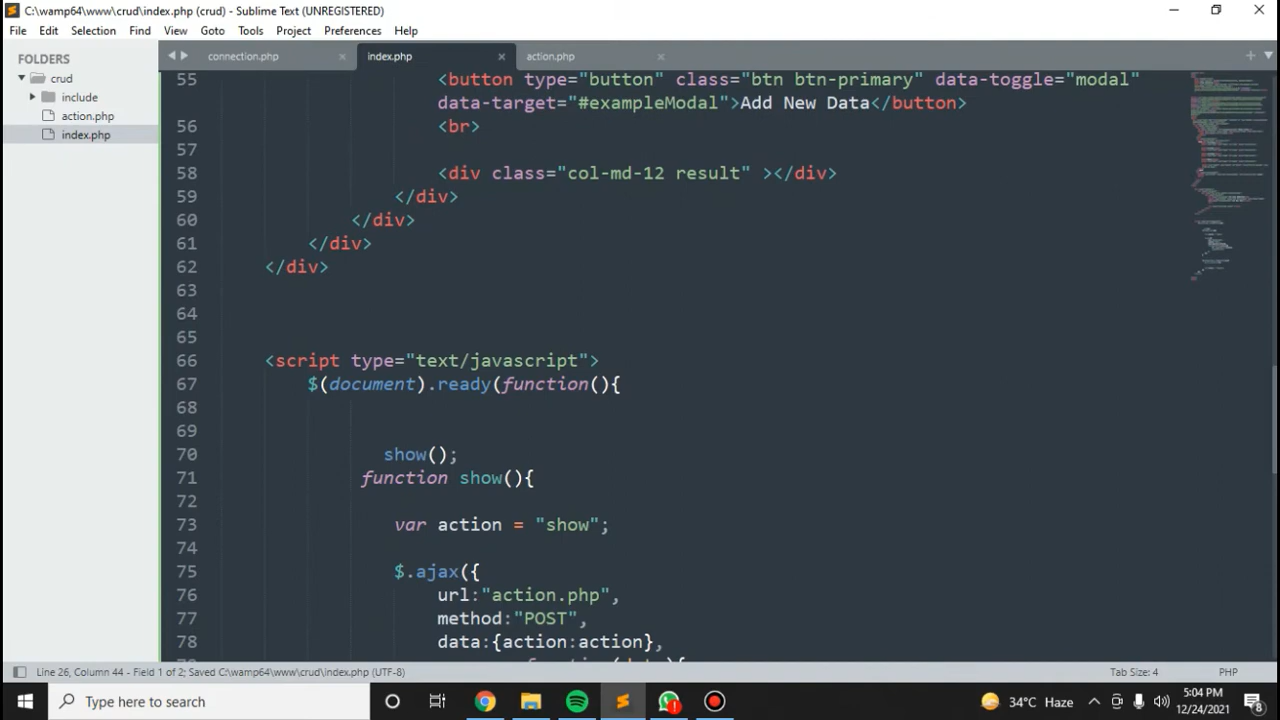 C:\wamp64\www\crud\index.php (crud) - Sublime Text (UNREGISTERED)
File Edit Selection Find View Goto Tools Project Preferences Help
FOLDERS
crud
include
action.php
index.php
connection.php index.php action.php
55 <button type="button" class="btn btn-primary" data-toggle="modal"
data-target="#exampleModal">Add New Data</button>
56 <br>
57
58 <div class="col-md-12 result" ></div>
59 </div>
60 </div>
61 </div>
62 </div>
63
64
65
66 <script type="text/javascript">
67 $(document).ready(function(){
68
69
70 show();
71 function show(){
72
73 var action = "show";
74
75 $.ajax({
76 url:"action.php",
77 method:"POST",
78 data:{action:action},
Line 26, Column 44 - Field 1 of 2; Saved C:\wamp64\www\crud\index.php (UTF-8) Tab Size: 4 PHP
Type here to search
34°C Haze
5:04 PM
12/24/2021
8